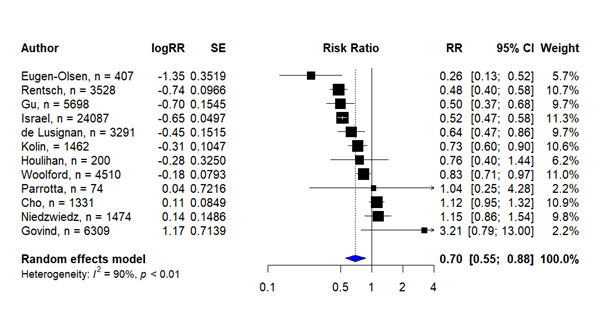 Author logRR SE Risk Ratio RR 95% CI Weight
Eugen-Olsen, n = 407 -1.35 0.3519 0.26 [0.13; 0.52] 5.7%
Rentsch, n = 3528 -0.74 0.0966 0.48 [0.40; 0.58] 10.7%
Gu, n = 5698 -0.70 0.1545 0.50 [0.37; 0.68] 9.7%
Israel, n = 24087 -0.65 0.0497 0.52 [0.47; 0.58] 11.3%
de Lusignan, n = 3291 -0.45 0.1515 0.64 [0.47; 0.86] 9.7%
Kolin, n = 1462 -0.31 0.1047 0.73 [0.60; 0.90] 10.6%
Houlihan, n = 200 -0.28 0.3250 0.76 [0.40; 1.44] 6.2%
Woolford, n = 4510 -0.18 0.0793 0.83 [0.71; 0.97] 11.0%
Parrotta, n = 74 0.04 0.7216 1.04 [0.25; 4.28] 2.2%
Cho, n = 1331 0.11 0.0849 1.12 [0.95; 1.32] 10.9%
Niedzwiedz, n = 1474 0.14 0.1486 1.15 [0.86; 1.54] 9.8%
Govind, n = 6309 1.17 0.7139 3.21 [0.79; 13.00] 2.2%
Random effects model 0.70 [0.55; 0.88] 100.0%
Heterogeneity: I² = 90%, p < 0.01
0.1 0.5 1 2 4